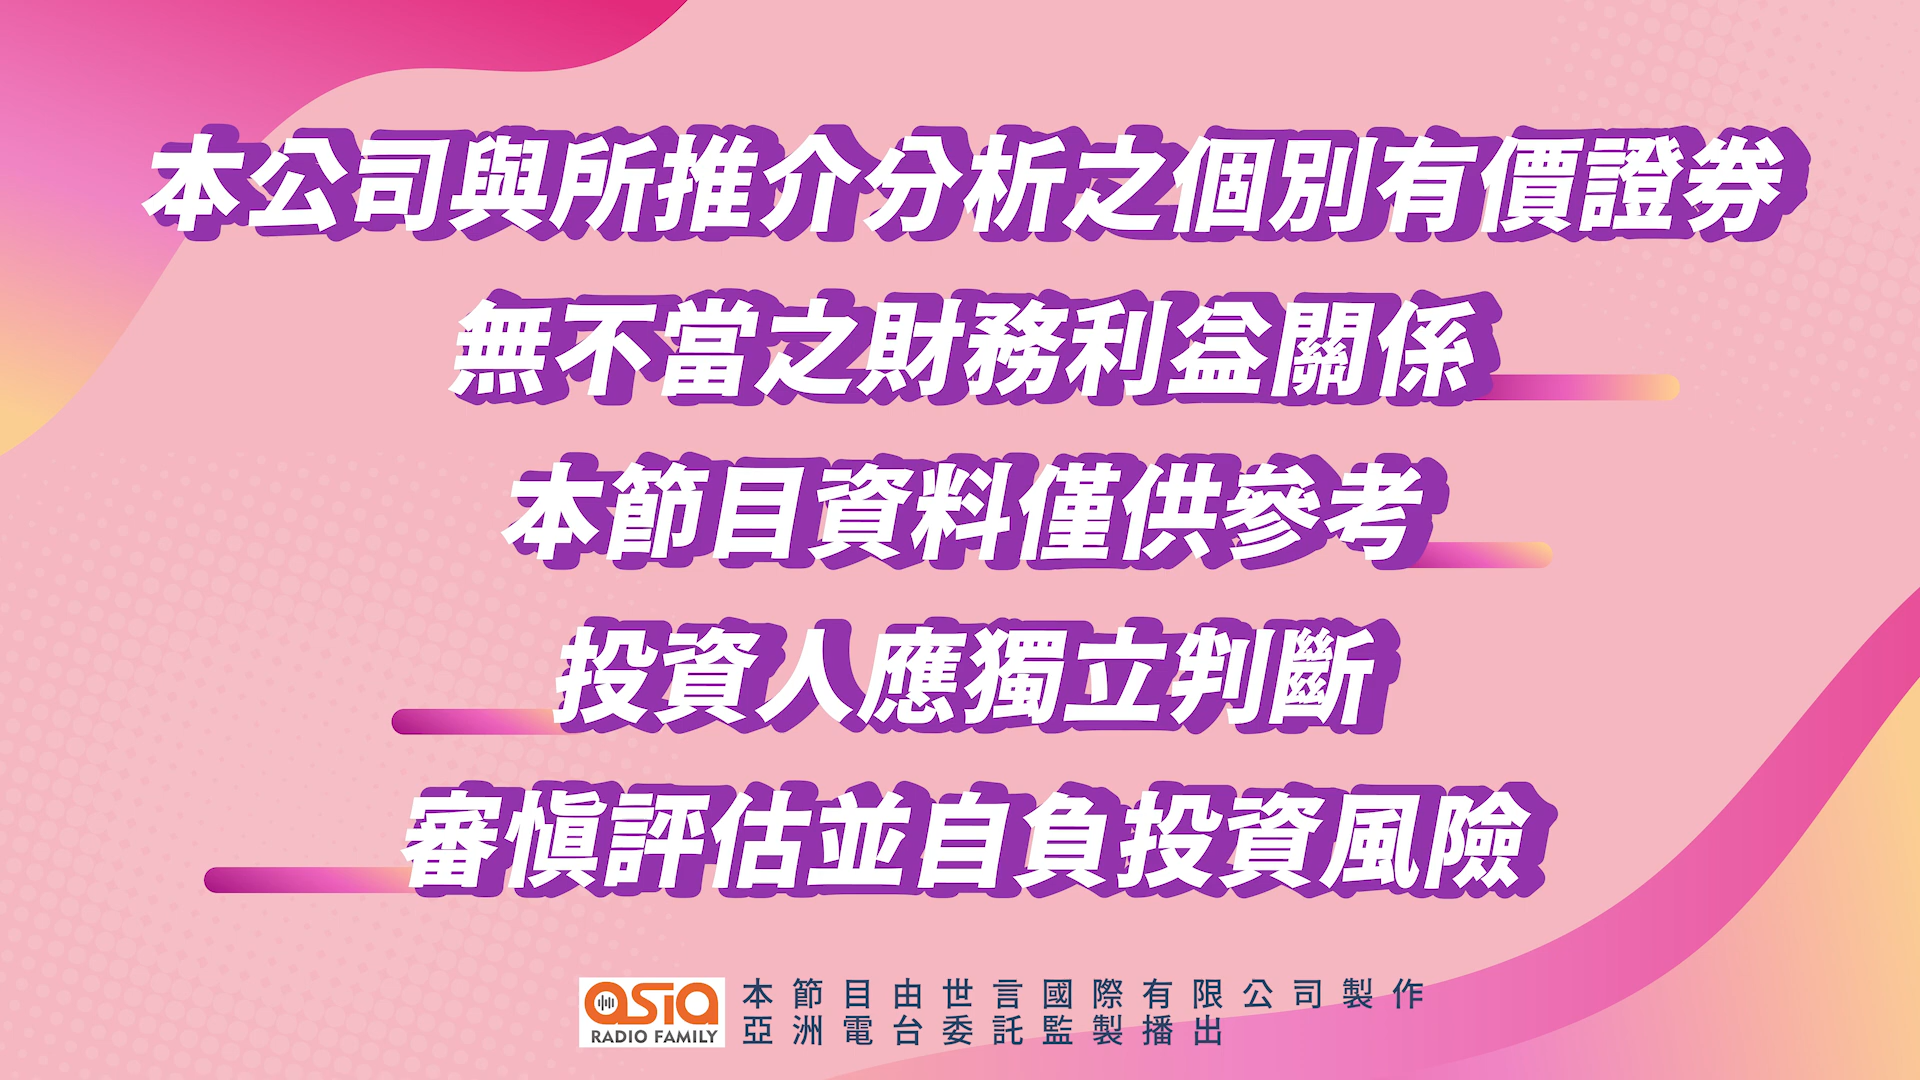 本公司與所推介分析之個別有價證券
無不當之財務利益關係
本節目資料僅供參考
投資人應獨立判斷
審慎評估並自負投資風險
asia
RADIO FAMILY
本節目由世言國際有限公司製作
亞洲電台委託監製播出